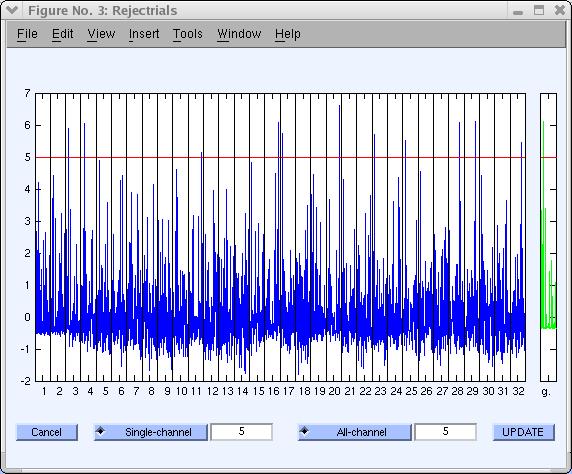 Figure No. 3: Rejectrials
File Edit View Insert Tools Window Help
7
6
5
4
3
2
1
0
-1
-2
1 2 3 4 5 6 7 8 9 10 11 12 13 14 15 16 17 18 19 20 21 22 23 24 25 26 27 28 29 30 31 32 g.
Cancel Single-channel 5 All-channel 5 UPDATE